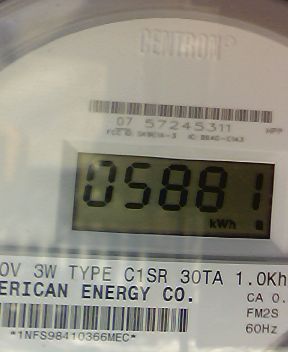 CENTRON®
07 57245311
05881
kWh
0V 3W TYPE C1SR 30TA 1.0Kh
ERICAN ENERGY CO.
CA 0.
FM2S
60Hz
*1NFS98410366MEC*